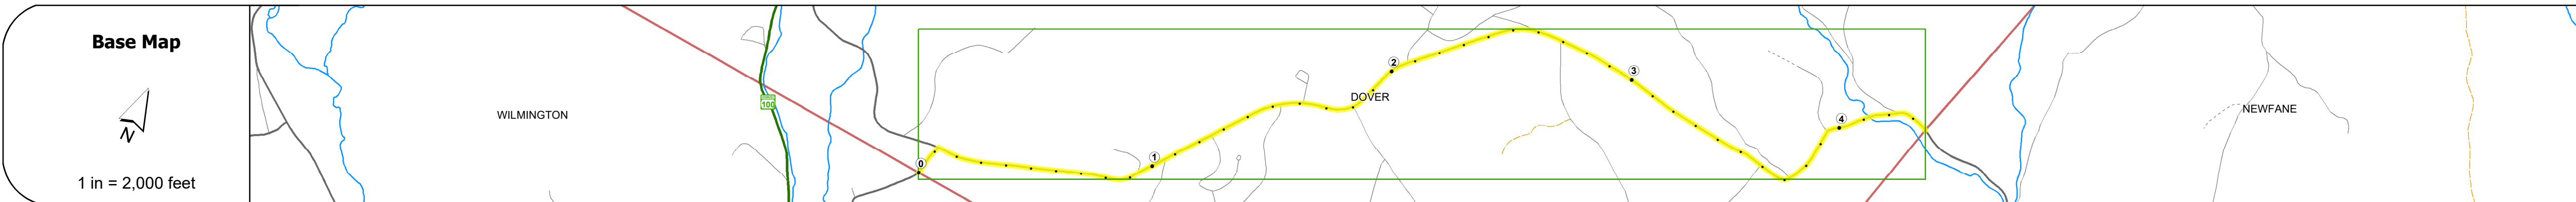 Base Map
N
1 in = 2,000 feet
WILMINGTON
100
0
1
2
DOVER
3
4
NEWFANE